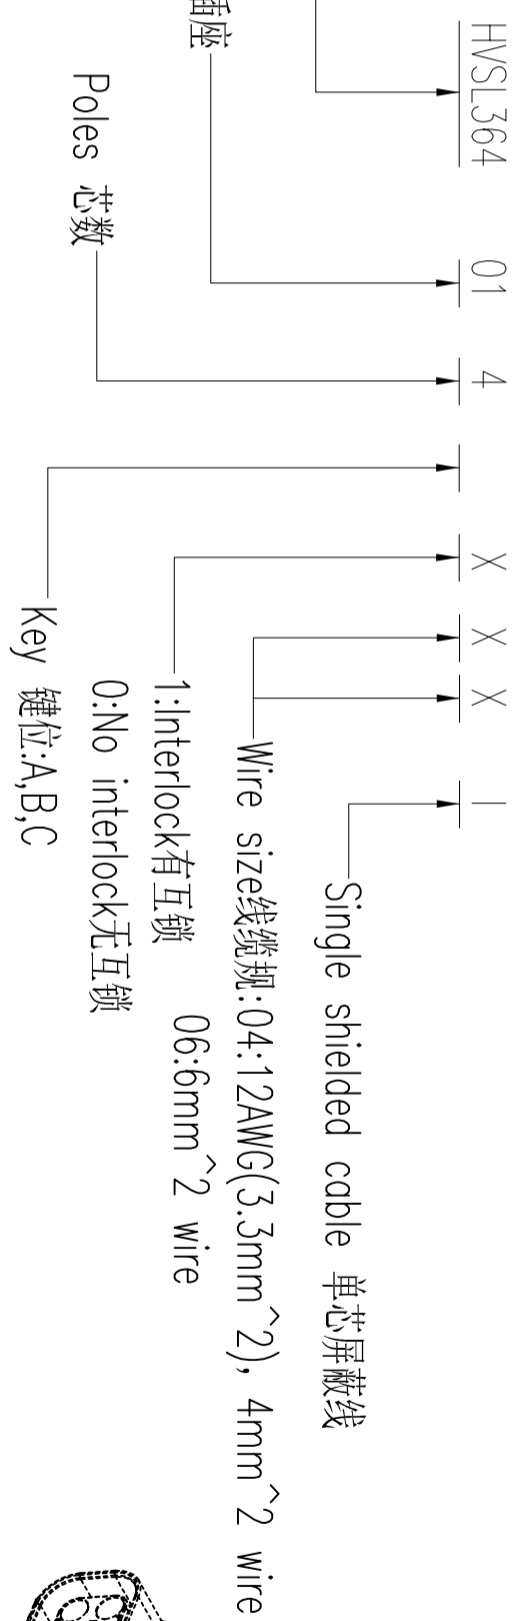 HVSL364 01 4 X X X I
Single shielded cable 单芯屏蔽线
Wire size线缆规:04:12AWG(3.3mm^2), 4mm^2 wire
06:6mm^2 wire
座
1:Interlock有互锁
0:No interlock无互锁
Poles 芯数
Key 键位:A,B,C